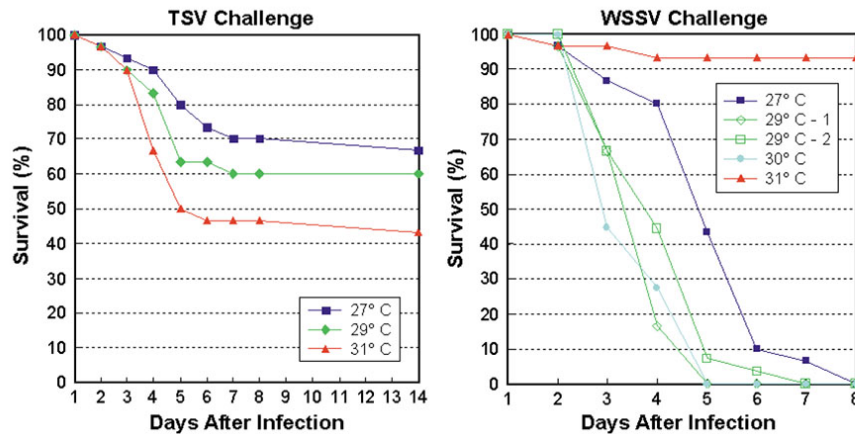 TSV Challenge
Survival (%)
100
90
80
70
60
50
40
30
20
10
0
27° C
29° C
31° C
1 2 3 4 5 6 7 8 9 10 11 12 13 14
Days After Infection
WSSV Challenge
Survival (%)
100
90
80
70
60
50
40
30
20
10
0
27° C
29° C - 1
29° C - 2
30° C
31° C
1 2 3 4 5 6 7 8
Days After Infection